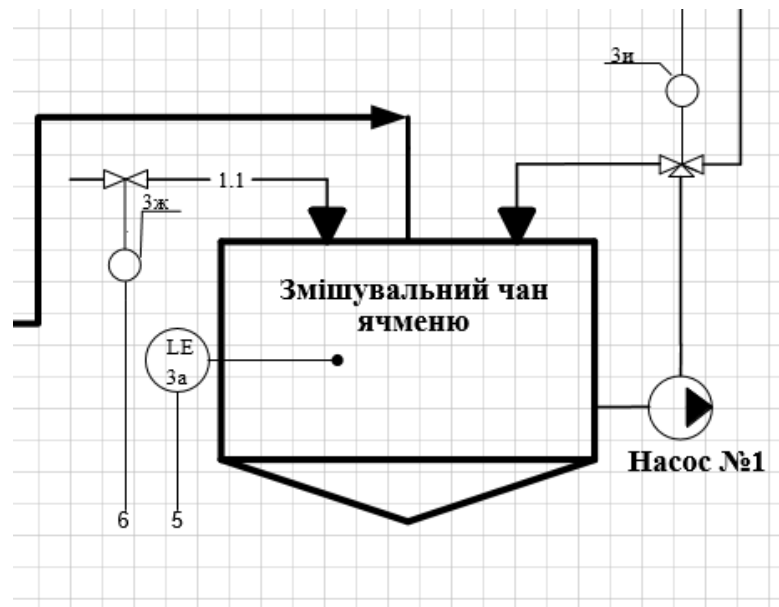 3и
1.1
3ж
Змішувальний чан
ячменю
LE
3а
Насос №1
6
5